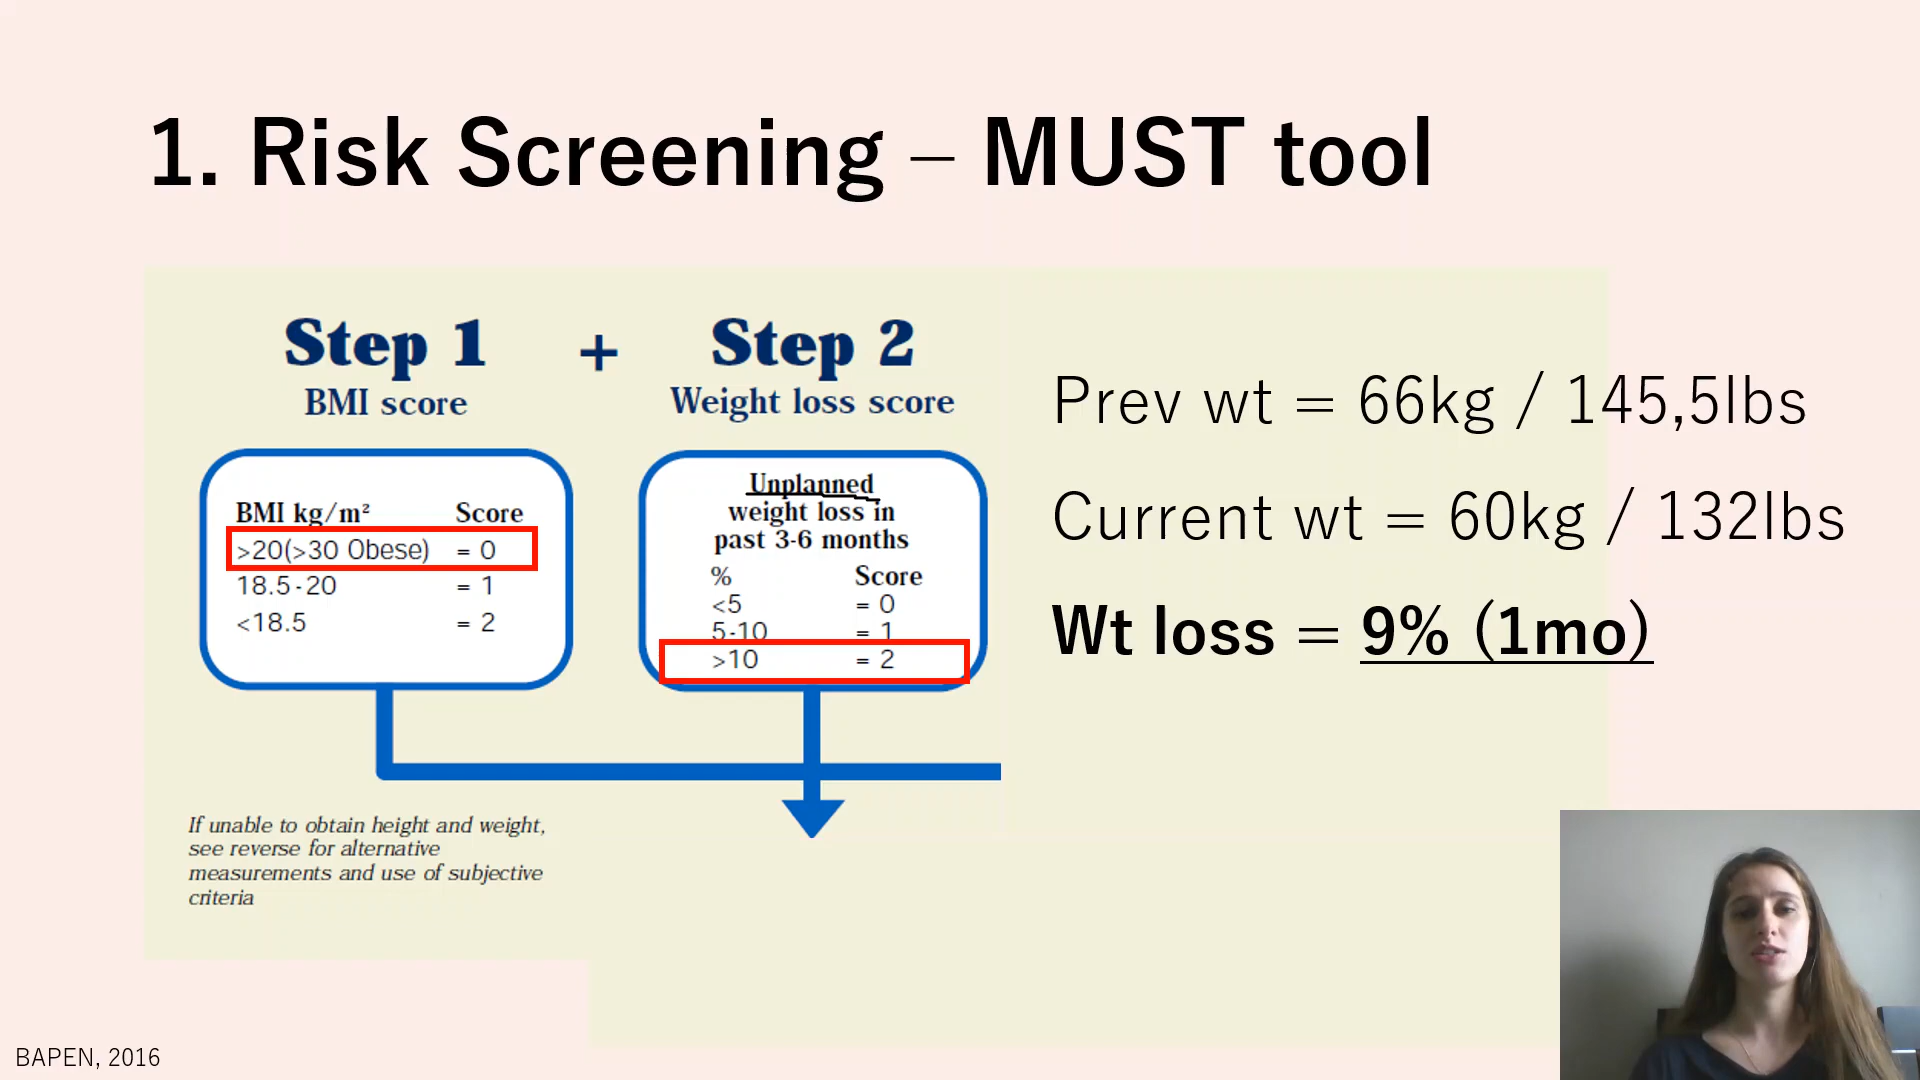 1. Risk Screening – MUST tool
Step 1 + Step 2
BMI score
Weight loss score
BMI kg/m² Score
>20(>30 Obese) = 0
18.5-20 = 1
<18.5 = 2
Unplanned
weight loss in
past 3-6 months
% Score
<5 = 0
5-10 = 1
>10 = 2
If unable to obtain height and weight,
see reverse for alternative
measurements and use of subjective
criteria
Prev wt = 66kg / 145,5lbs
Current wt = 60kg / 132lbs
Wt loss = 9% (1mo)
BAPEN, 2016